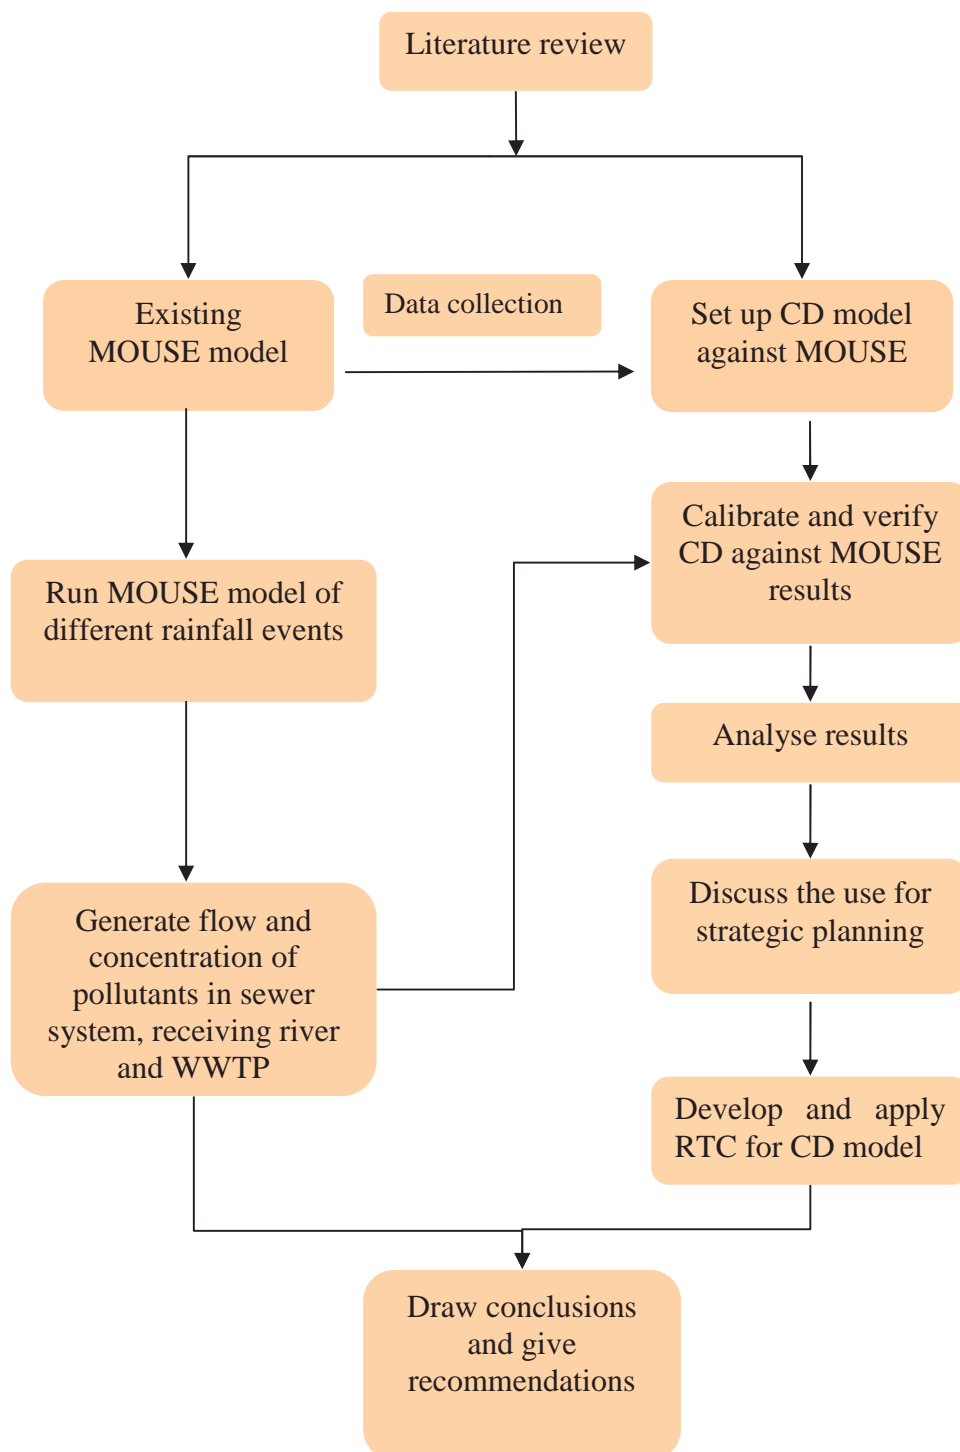 Literature review
Existing
MOUSE model
Data collection
Set up CD model
against MOUSE
Run MOUSE model of
different rainfall events
Calibrate and verify
CD against MOUSE
results
Analyse results
Generate flow and
concentration of
pollutants in sewer
system, receiving river
and WWTP
Discuss the use for
strategic planning
Develop and apply
RTC for CD model
Draw conclusions
and give
recommendations